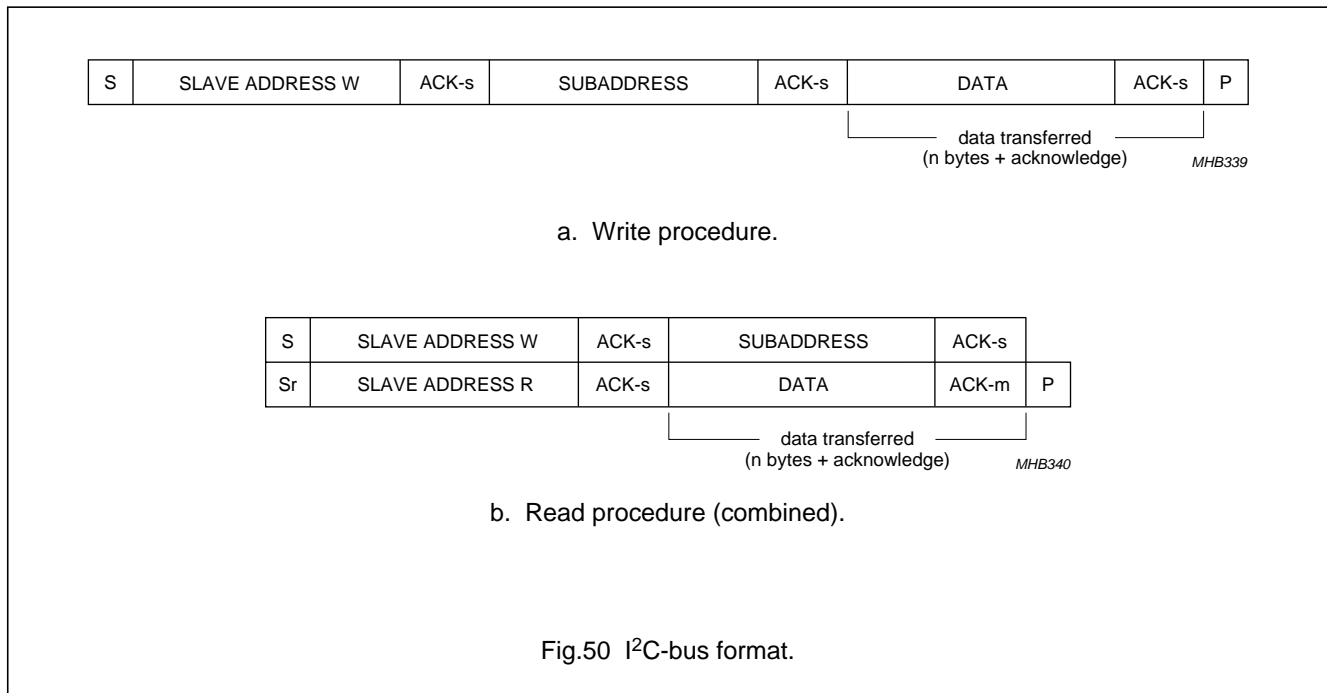 S SLAVE ADDRESS W ACK-s SUBADDRESS ACK-s DATA ACK-s P
data transferred
(n bytes + acknowledge)
MHB339
a. Write procedure.
S SLAVE ADDRESS W ACK-s SUBADDRESS ACK-s
Sr SLAVE ADDRESS R ACK-s DATA ACK-m P
data transferred
(n bytes + acknowledge)
MHB340
b. Read procedure (combined).
Fig.50 I²C-bus format.